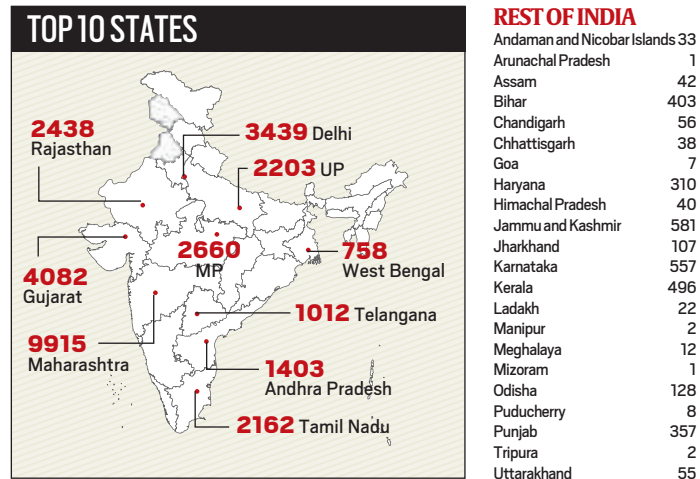 TOP 10 STATES
2438
Rajasthan
3439 Delhi
2203 UP
2660
MP
758
West Bengal
4082
Gujarat
1012 Telangana
9915
Maharashtra
1403
Andhra Pradesh
2162 Tamil Nadu
REST OF INDIA
Andaman and Nicobar Islands 33
Arunachal Pradesh 1
Assam 42
Bihar 403
Chandigarh 56
Chhattisgarh 38
Goa 7
Haryana 310
Himachal Pradesh 40
Jammu and Kashmir 581
Jharkhand 107
Karnataka 557
Kerala 496
Ladakh 22
Manipur 2
Meghalaya 12
Mizoram 1
Odisha 128
Puducherry 8
Punjab 357
Tripura 2
Uttarakhand 55